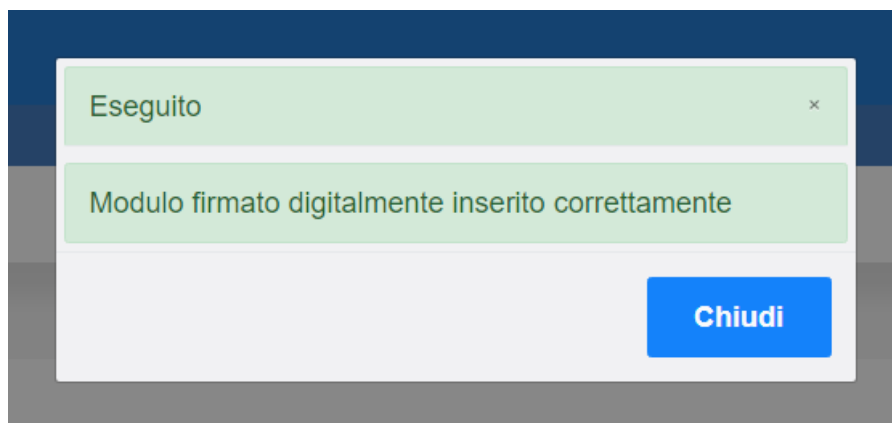 Eseguito ×
Modulo firmato digitalmente inserito correttamente
Chiudi